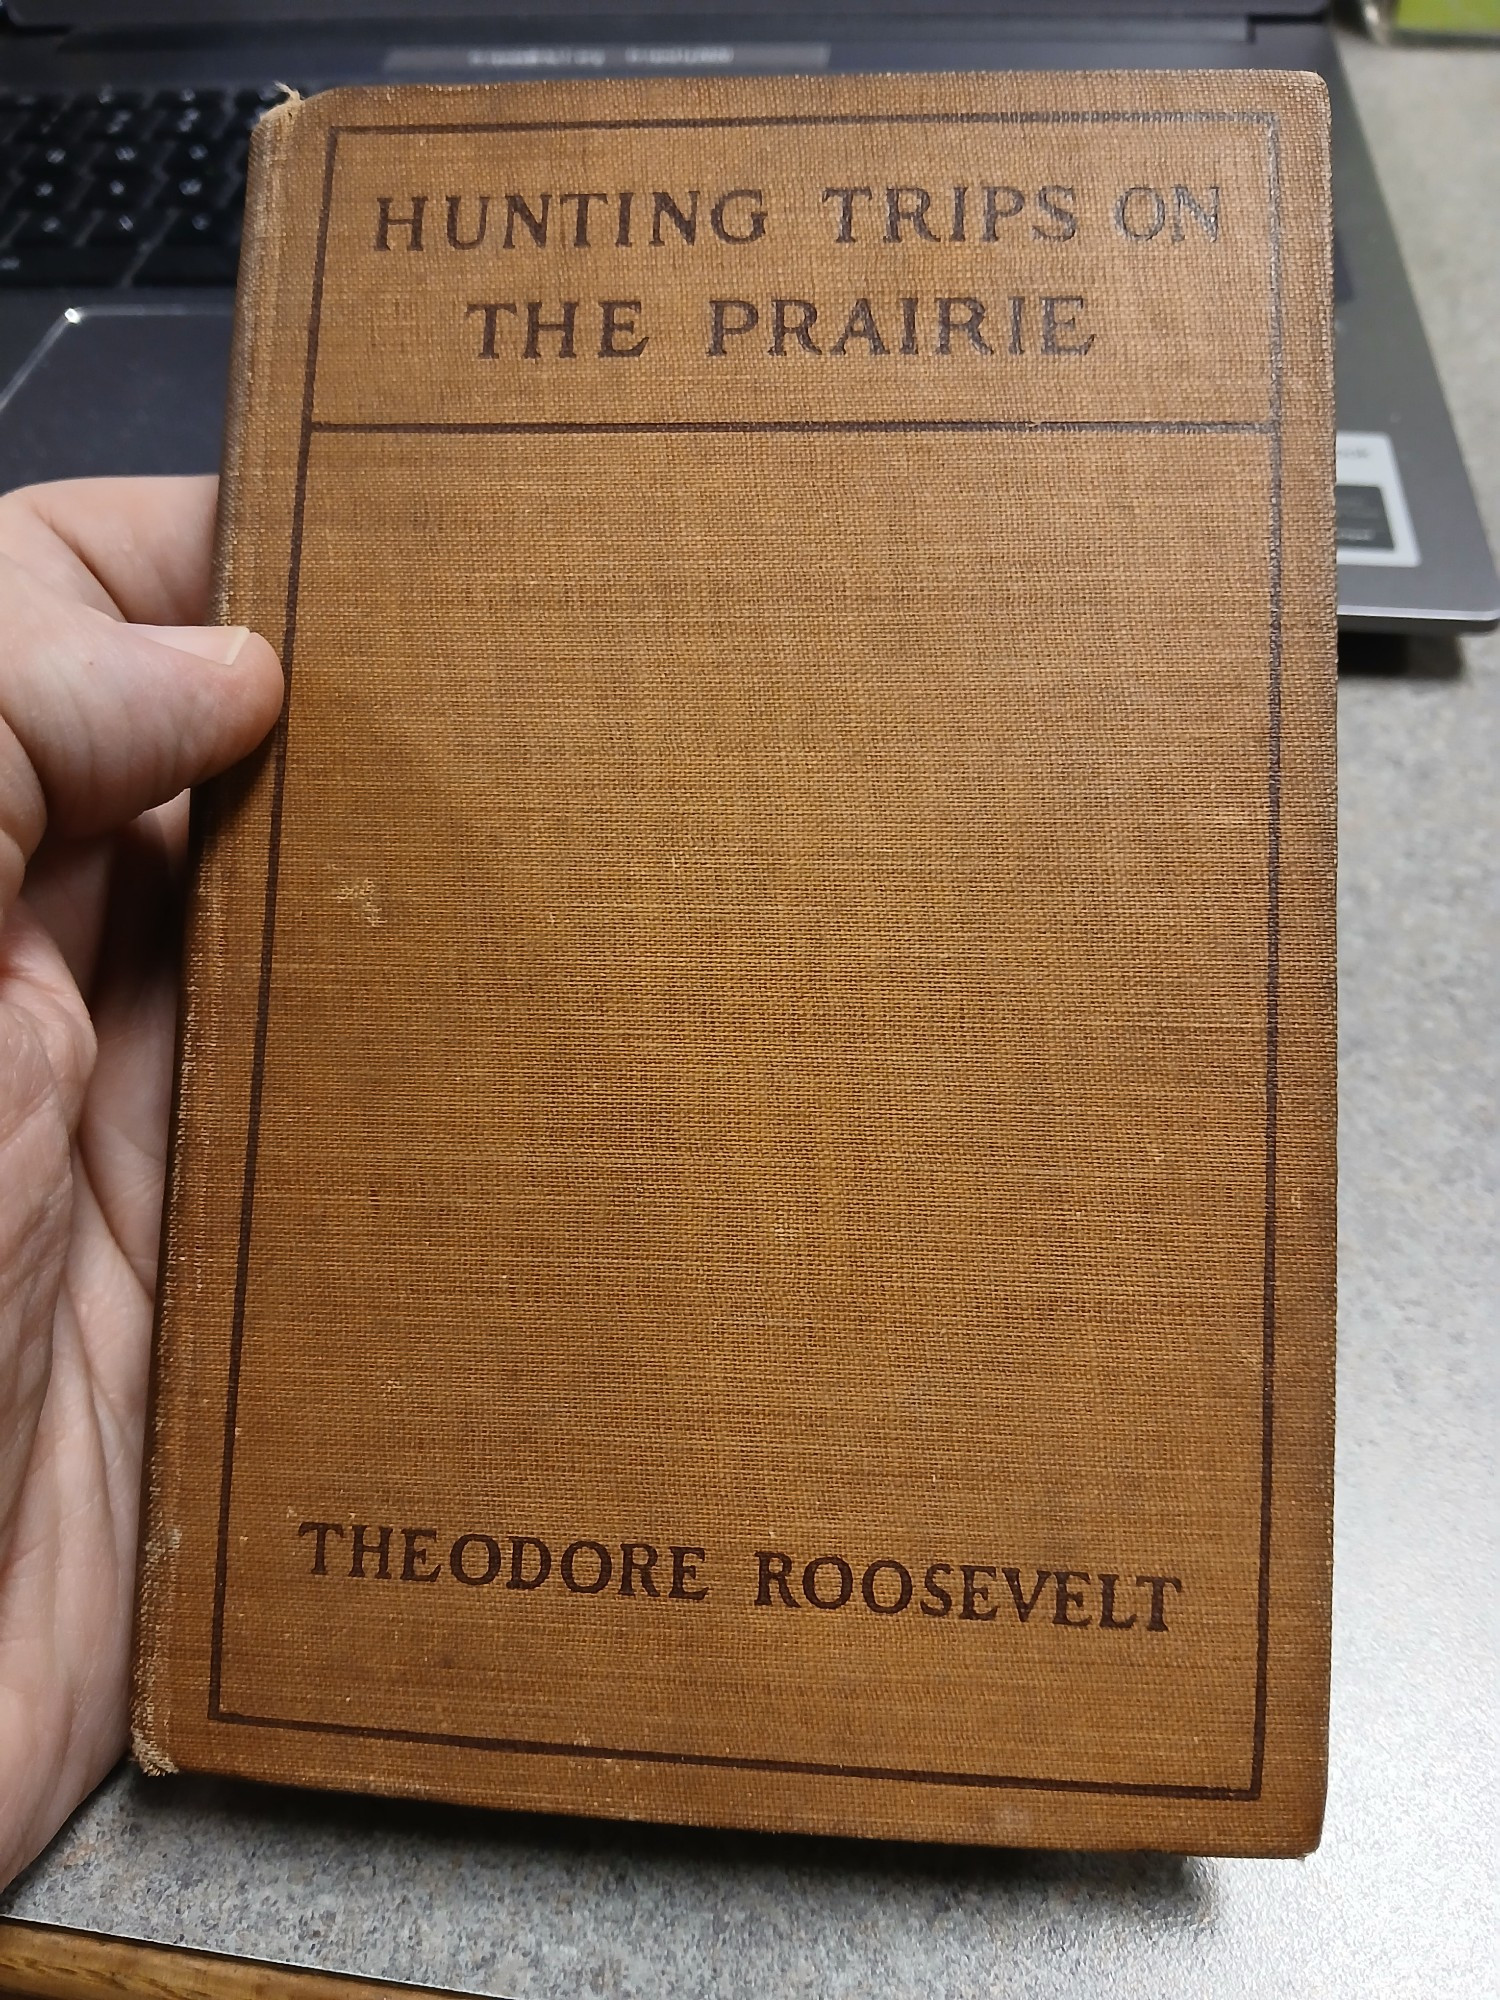 HUNTING TRIPS ON
THE PRAIRIE
THEODORE ROOSEVELT